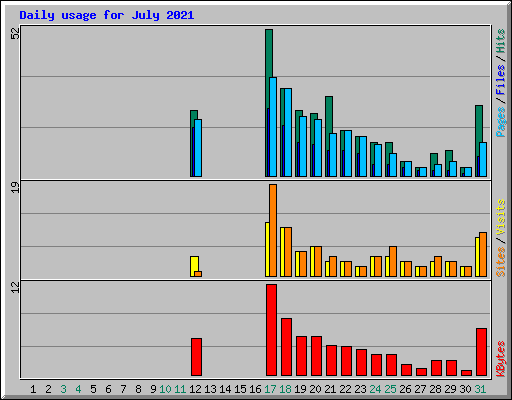 Daily usage for July 2021
52
Pages / Files / Hits
19
Sites / Visits
12
KBytes
1 2 3 4 5 6 7 8 9 10 11 12 13 14 15 16 17 18 19 20 21 22 23 24 25 26 27 28 29 30 31